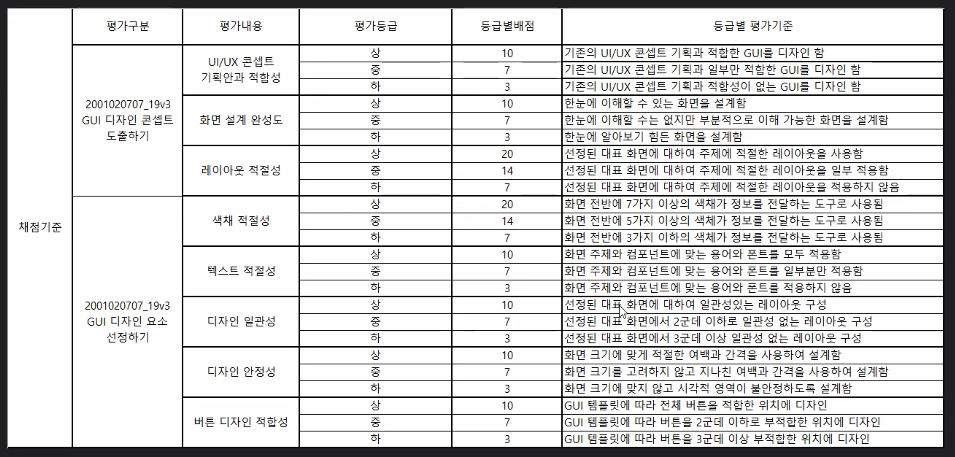 평가구분 평가내용 평가등급 등급별배점 등급별 평가기준
채점기준
2001020707_19v3
GUI 디자인 콘셉트
도출하기
UI/UX 콘셉트
기획안과 적합성
상 10 기존의 UI/UX 콘셉트 기획과 적합한 GUI를 디자인 함
중 7 기존의 UI/UX 콘셉트 기획과 일부만 적합한 GUI를 디자인 함
하 3 기존의 UI/UX 콘셉트 기획과 적합성이 없는 GUI를 디자인 함
화면 설계 완성도
상 10 한눈에 이해할 수 있는 화면을 설계함
중 7 한눈에 이해할 수는 없지만 부분적으로 이해 가능한 화면을 설계함
하 3 한눈에 알아보기 힘든 화면을 설계함
레이아웃 적절성
상 20 선정된 대표 화면에 대하여 주제에 적절한 레이아웃을 사용함
중 14 선정된 대표 화면에 대하여 주제에 적절한 레이아웃을 일부 적용함
하 7 선정된 대표 화면에 대하여 주제에 적절한 레이아웃을 적용하지 않음
2001020707_19v3
GUI 디자인 요소
선정하기
색채 적절성
상 20 화면 전반에 7가지 이상의 색채가 정보를 전달하는 도구로 사용됨
중 14 화면 전반에 5가지 이상의 색체가 정보를 전달하는 도구로 사용됨
하 7 화면 전반에 3가지 이하의 색체가 정보를 전달하는 도구로 사용됨
텍스트 적절성
상 10 화면 주제와 컴포넌트에 맞는 용어와 폰트를 모두 적용함
중 7 화면 주제와 컴포넌트에 맞는 용어와 폰트를 일부분만 적용함
하 3 화면 주제와 컴포넌트에 맞는 용어와 폰트를 적용하지 않음
디자인 일관성
상 10 선정된 대표 화면에 대하여 일관성있는 레이아웃 구성
중 7 선정된 대표 화면에서 2군데 이하로 일관성 없는 레이아웃 구성
하 3 선정된 대표 화면에서 3군데 이상 일관성 없는 레이아웃 구성
디자인 안정성
상 10 화면 크기에 맞게 적절한 여백과 간격을 사용하여 설계함
중 7 화면 크기를 고려하지 않고 지나친 여백과 간격을 사용하여 설계함
하 3 화면 크기에 맞지 않고 시각적 영역이 불안정하도록 설계함
버튼 디자인 적합성
상 10 GUI 템플릿에 따라 전체 버튼을 적합한 위치에 디자인
중 7 GUI 템플릿에 따라 버튼을 2군데 이하로 부적합한 위치에 디자인
하 3 GUI 템플릿에 따라 버튼을 3군데 이상 부적합한 위치에 디자인